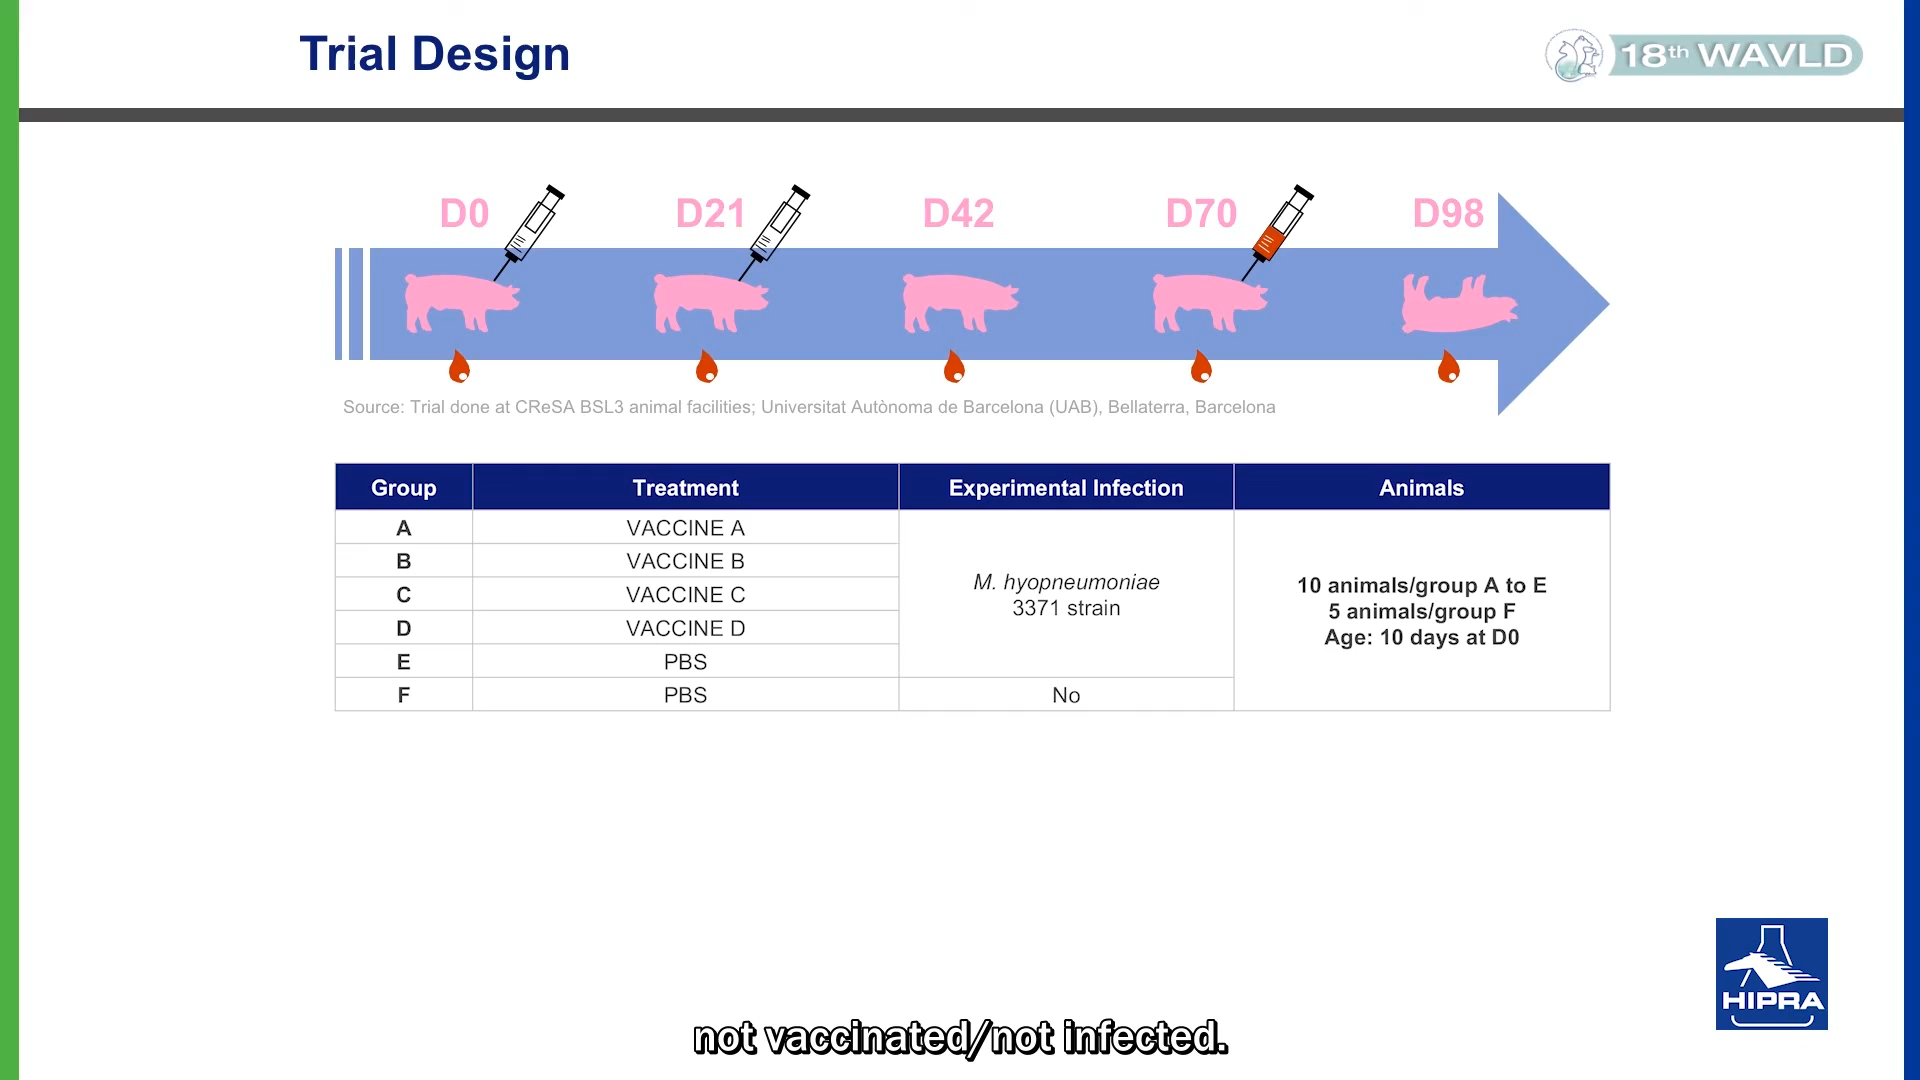 Trial Design
18th WAVLD
D0 D21 D42 D70 D98
Source: Trial done at CReSA BSL3 animal facilities; Universitat Autònoma de Barcelona (UAB), Bellaterra, Barcelona
Group Treatment Experimental Infection Animals
A VACCINE A
B VACCINE B
C VACCINE C
D VACCINE D
E PBS
F PBS No
M. hyopneumoniae
3371 strain
10 animals/group A to E
5 animals/group F
Age: 10 days at D0
HIPRA
not vaccinated/not infected.